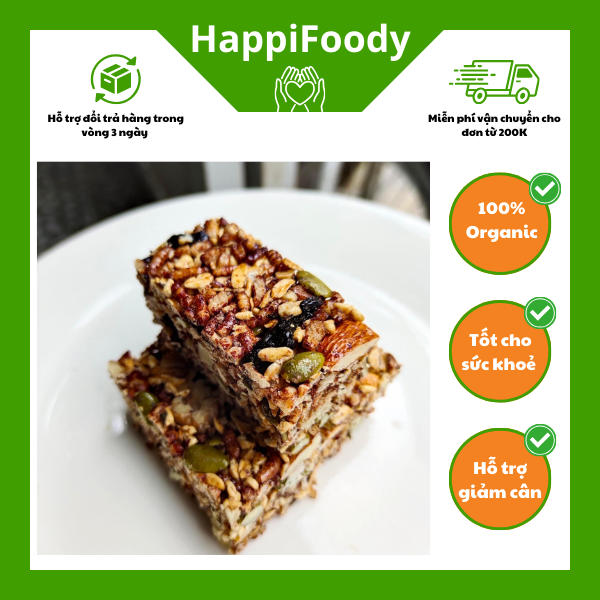 HappiFoody
Hỗ trợ đổi trả hàng trong
vòng 3 ngày
Miễn phí vận chuyển cho
đơn từ 200K
100%
Organic
Tốt cho
sức khoẻ
Hỗ trợ
giảm cân